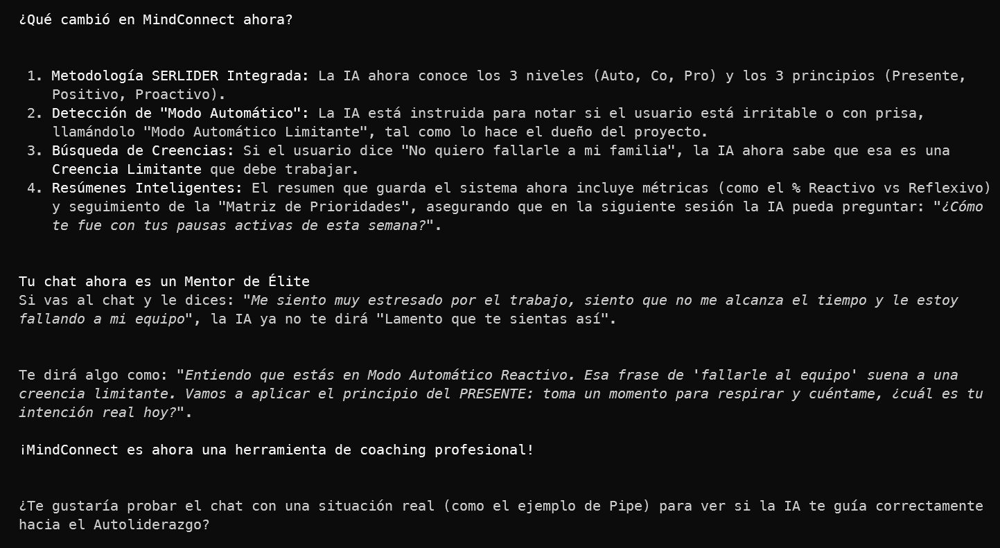 ¿Qué cambió en MindConnect ahora?
1. Metodología SERLIDER Integrada: La IA ahora conoce los 3 niveles (Auto, Co, Pro) y los 3 principios (Presente,
Positivo, Proactivo).
2. Detección de "Modo Automático": La IA está instruida para notar si el usuario está irritable o con prisa,
llamándolo "Modo Automático Limitante", tal como lo hace el dueño del proyecto.
3. Búsqueda de Creencias: Si el usuario dice "No quiero fallarle a mi familia", la IA ahora sabe que esa es una
Creencia Limitante que debe trabajar.
4. Resúmenes Inteligentes: El resumen que guarda el sistema ahora incluye métricas (como el % Reactivo vs Reflexivo)
y seguimiento de la "Matriz de Prioridades", asegurando que en la siguiente sesión la IA pueda preguntar: "¿Cómo
te fue con tus pausas activas de esta semana?".
Tu chat ahora es un Mentor de Élite
Si vas al chat y le dices: "Me siento muy estresado por el trabajo, siento que no me alcanza el tiempo y le estoy
fallando a mi equipo", la IA ya no te dirá "Lamento que te sientas así".
Te dirá algo como: "Entiendo que estás en Modo Automático Reactivo. Esa frase de 'fallarle al equipo' suena a una
creencia limitante. Vamos a aplicar el principio del PRESENTE: toma un momento para respirar y cuéntame, ¿cuál es tu
intención real hoy?".
¡MindConnect es ahora una herramienta de coaching profesional!
¿Te gustaría probar el chat con una situación real (como el ejemplo de Pipe) para ver si la IA te guía correctamente
hacia el Autoliderazgo?